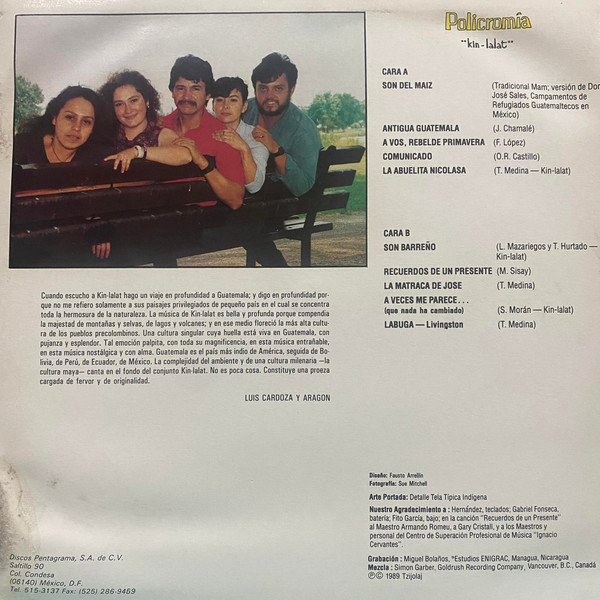 Policromía
"kin-lalat"
CARA A
SON DEL MAIZ (Tradicional Mam; versión de Don
José Sales, Campamentos de
Refugiados Guatemaltecos en
México)
ANTIGUA GUATEMALA (J. Chamalé)
A VOS, REBELDE PRIMAVERA (F. López)
COMUNICADO (O.R. Castillo)
LA ABUELITA NICOLASA (T. Medina — Kin-lalat)
CARA B
SON BARREÑO (L. Mazariegos y T. Hurtado —
Kin-lalat)
RECUERDOS DE UN PRESENTE (M. Sisay)
LA MATRACA DE JOSE (T. Medina)
A VECES ME PARECE...
(que nada ha cambiado) (S. Morán — Kin-lalat)
LABUGA — Livingston (T. Medina)
Cuando escucho a Kin-lalat hago un viaje en profundidad a Guatemala; y digo en profundidad por-
que no me refiero solamente a sus paisajes privilegiados de pequeño país en el cual se concentra
toda la hermosura de la naturaleza. La música de Kin-lalat es bella y profunda porque compendia
la majestad de montañas y selvas, de lagos y volcanes; y en ese medio floreció la más alta cultu-
ra de los pueblos precolombinos. Una cultura singular cuya huella está viva en Guatemala, con
pujanza y esplendor. Tal emoción palpita, con toda su magnificencia, en esta música entrañable,
en esta música nostálgica y con alma. Guatemala es el país más indio de América, seguida de Bo-
livia, de Perú, de Ecuador, de México. La complejidad del ambiente y de una cultura milenaria —la
cultura maya— canta en el fondo del conjunto Kin-lalat. No es poca cosa. Constituye una proeza
cargada de fervor y de originalidad.
LUIS CARDOZA Y ARAGON
Diseño: Fausto Arrellín
Fotografía: Sue Mitchell
Arte Portada: Detalle Tela Típica Indígena
Nuestro Agradecimiento a : Hernández, teclados; Gabriel Fonseca,
batería; Fito García, bajo; en la canción "Recuerdos de un Presente"
al Maestro Armando Romeu, a Gary Cristall, y a los Maestros y
personal del Centro de Superación Profesional de Música "Ignacio
Cervantes".
Grabación : Miguel Bolaños, *Estudios ENIGRAC, Managua, Nicaragua
Mezcla : Simon Garber, Goldrush Recording Company, Vancouver, B.C., Canadá
Ⓟ© 1989 Tzijolaj
Discos Pentagrama, S.A. de C.V.
Saltillo 90
Col. Condesa
(06140) México, D.F.
Tel. 515-3137 Fax: (525) 286-9459